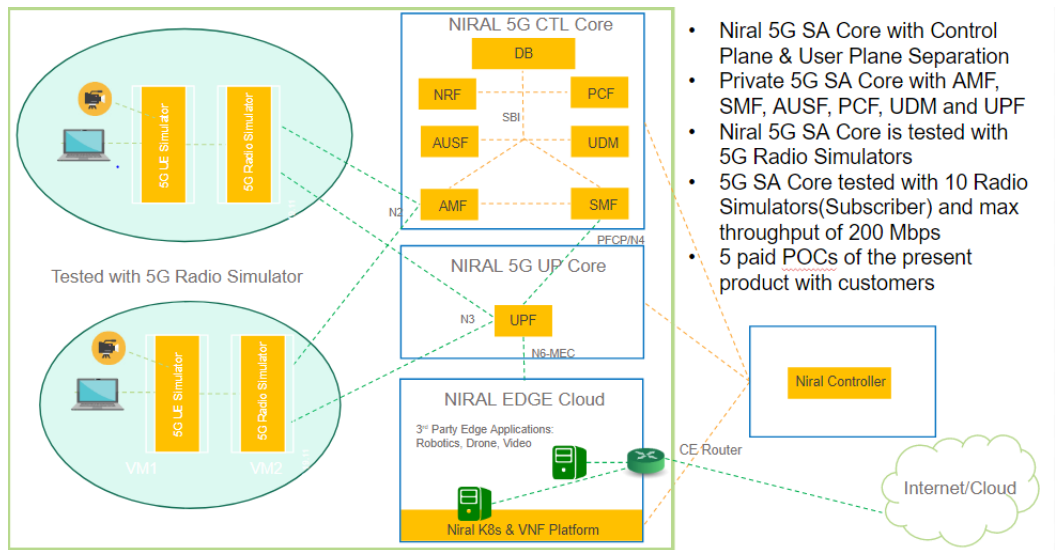 NIRAL 5G CTL Core
DB
NRF
PCF
SBI
AUSF
UDM
AMF
SMF
N2
PFCP/N4
5G UE Simulator
5G Radio Simulator
Tested with 5G Radio Simulator
NIRAL 5G UP Core
N3
UPF
N6-MEC
5G UE Simulator
5G Radio Simulator
VM1
VM2
NIRAL EDGE Cloud
3rd Party Edge Applications:
Robotics, Drone, Video
Niral K8s & VNF Platform
CE Router
Niral Controller
Internet/Cloud
• Niral 5G SA Core with Control
Plane & User Plane Separation
• Private 5G SA Core with AMF,
SMF, AUSF, PCF, UDM and UPF
• Niral 5G SA Core is tested with
5G Radio Simulators
• 5G SA Core tested with 10 Radio
Simulators(Subscriber) and max
throughput of 200 Mbps
• 5 paid POCs of the present
product with customers